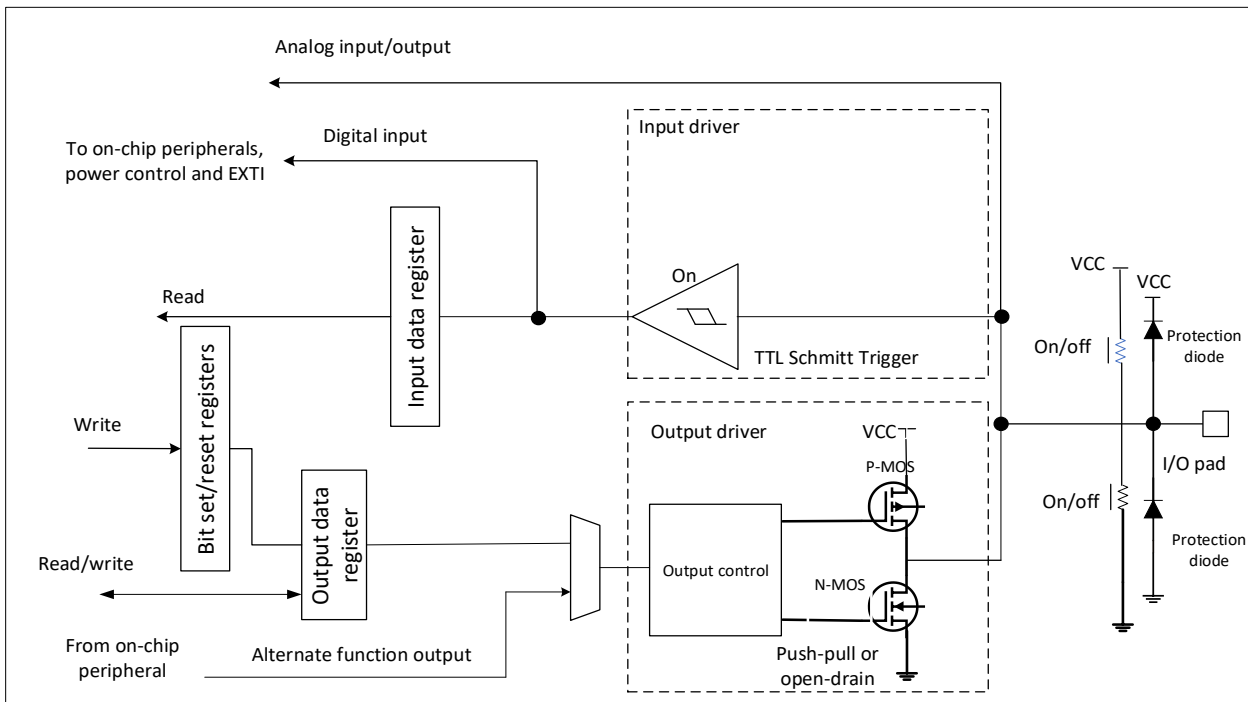 Analog input/output
Input driver
Digital input
To on-chip peripherals,
power control and EXTI
On
Input data register
Read
TTL Schmitt Trigger
VCC
VCC
On/off
Protection
diode
Bit set/reset registers
Write
Output driver
VCC
P-MOS
I/O pad
On/off
Output data
register
Read/write
Output control
N-MOS
Protection
diode
From on-chip
peripheral
Alternate function output
Push-pull or
open-drain